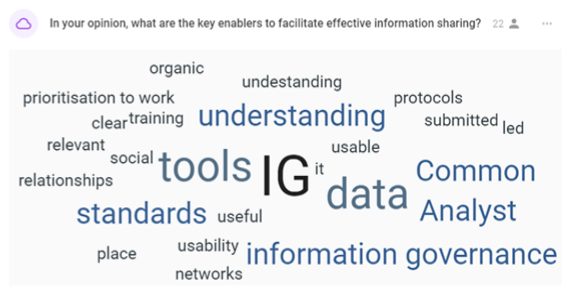 In your opinion, what are the key enablers to facilitate effective information sharing? 22
organic
undestanding
prioritisation to work
protocols
clear training understanding submitted led
relevant
social tools IG it usable
relationships
data Common
standards useful Analyst
place usability information governance
networks